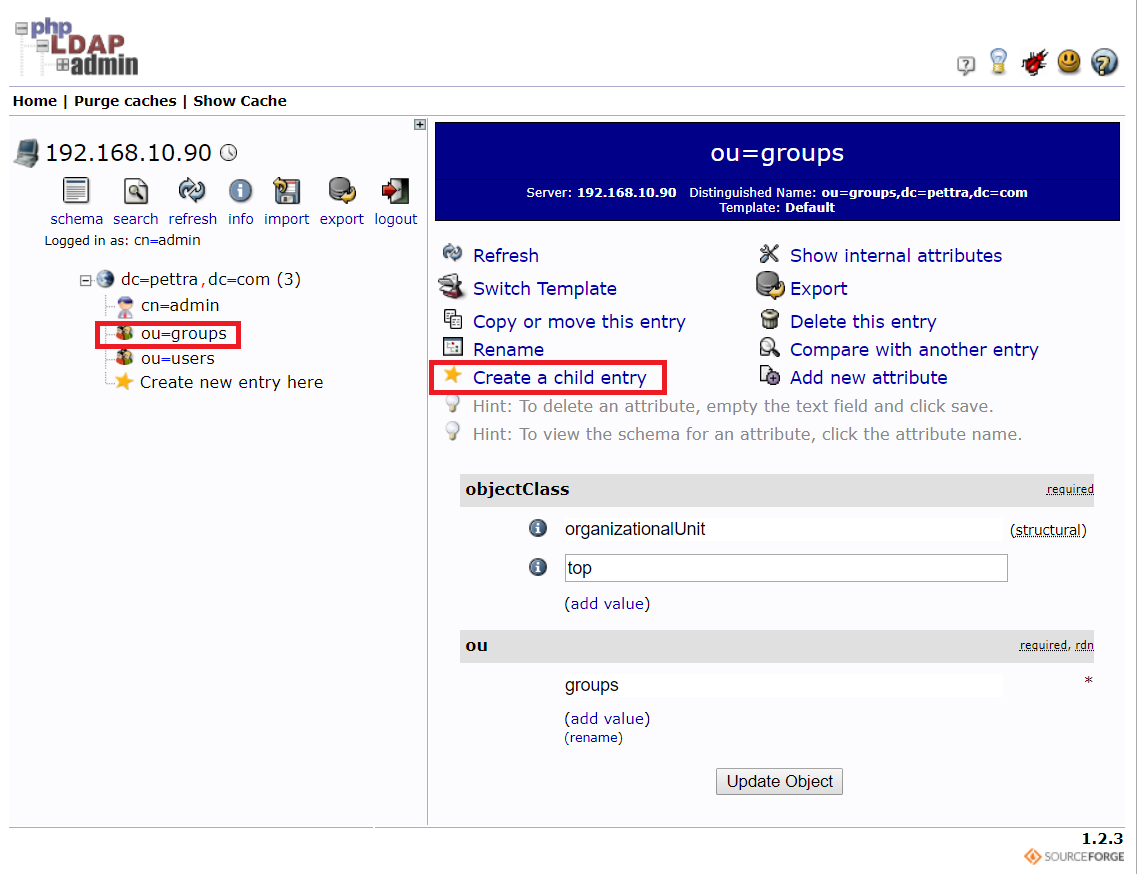 php
LDAP
admin
Home | Purge caches | Show Cache
192.168.10.90
schema search refresh info import export logout
Logged in as: cn=admin
dc=pettra,dc=com (3)
cn=admin
ou=groups
ou=users
Create new entry here
ou=groups
Server: 192.168.10.90 Distinguished Name: ou=groups,dc=pettra,dc=com
Template: Default
Refresh Show internal attributes
Switch Template Export
Copy or move this entry Delete this entry
Rename Compare with another entry
Create a child entry Add new attribute
Hint: To delete an attribute, empty the text field and click save.
Hint: To view the schema for an attribute, click the attribute name.
objectClass required
organizationalUnit (structural)
top
(add value)
ou required, rdn
groups *
(add value)
(rename)
Update Object
1.2.3
SOURCEFORGE